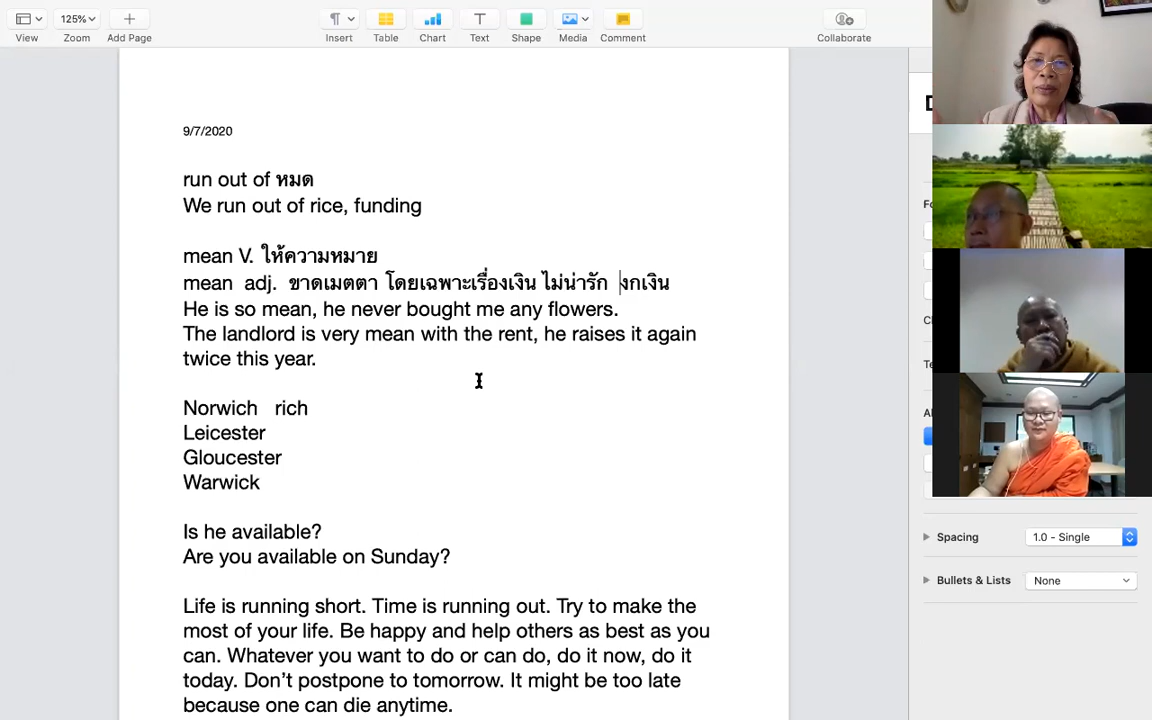 View
125%
Zoom
Add Page
Insert
Table
Chart
Text
Shape
Media
Comment
Collaborate
9/7/2020
run out of หมด
We run out of rice, funding
mean V. ให้ความหมาย
mean adj. ขาดเมตตา โดยเฉพาะเรื่องเงิน ไม่น่ารัก งกเงิน
He is so mean, he never bought me any flowers.
The landlord is very mean with the rent, he raises it again
twice this year.
Norwich rich
Leicester
Gloucester
Warwick
Is he available?
Are you available on Sunday?
Life is running short. Time is running out. Try to make the
most of your life. Be happy and help others as best as you
can. Whatever you want to do or can do, do it now, do it
today. Don’t postpone to tomorrow. It might be too late
because one can die anytime.
Spacing
1.0 - Single
Bullets & Lists
None